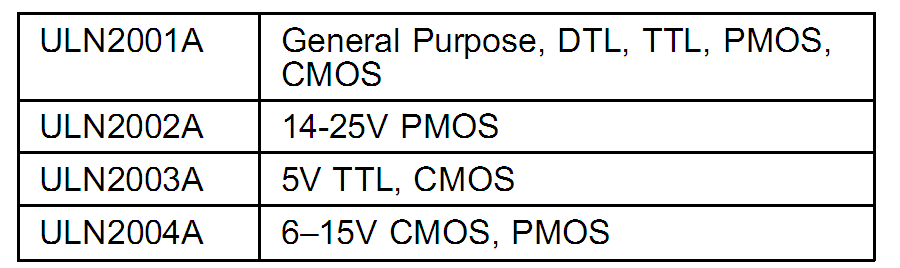 ULN2001A General Purpose, DTL, TTL, PMOS,
CMOS
ULN2002A 14-25V PMOS
ULN2003A 5V TTL, CMOS
ULN2004A 6–15V CMOS, PMOS